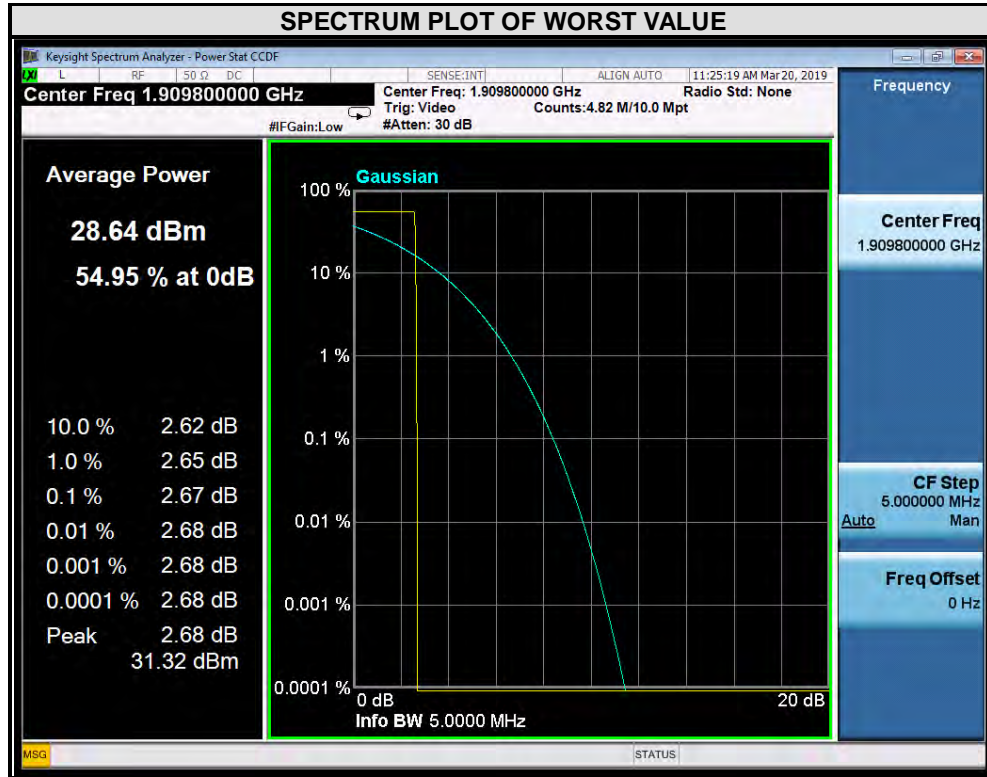 SPECTRUM PLOT OF WORST VALUE
Keysight Spectrum Analyzer - Power Stat CCDF
LXI L RF 50 Ω DC SENSE:INT ALIGN AUTO 11:25:19 AM Mar 20, 2019
Center Freq 1.909800000 GHz
Center Freq: 1.909800000 GHz Radio Std: None
Trig: Video Counts:4.82 M/10.0 Mpt
#IFGain:Low #Atten: 30 dB
Frequency
Average Power
28.64 dBm
54.95 % at 0dB
10.0 % 2.62 dB
1.0 % 2.65 dB
0.1 % 2.67 dB
0.01 % 2.68 dB
0.001 % 2.68 dB
0.0001 % 2.68 dB
Peak 2.68 dB
31.32 dBm
Gaussian
100 %
10 %
1 %
0.1 %
0.01 %
0.001 %
0.0001 %
0 dB 20 dB
Info BW 5.0000 MHz
Center Freq
1.909800000 GHz
CF Step
5.000000 MHz
Auto Man
Freq Offset
0 Hz
MSG STATUS